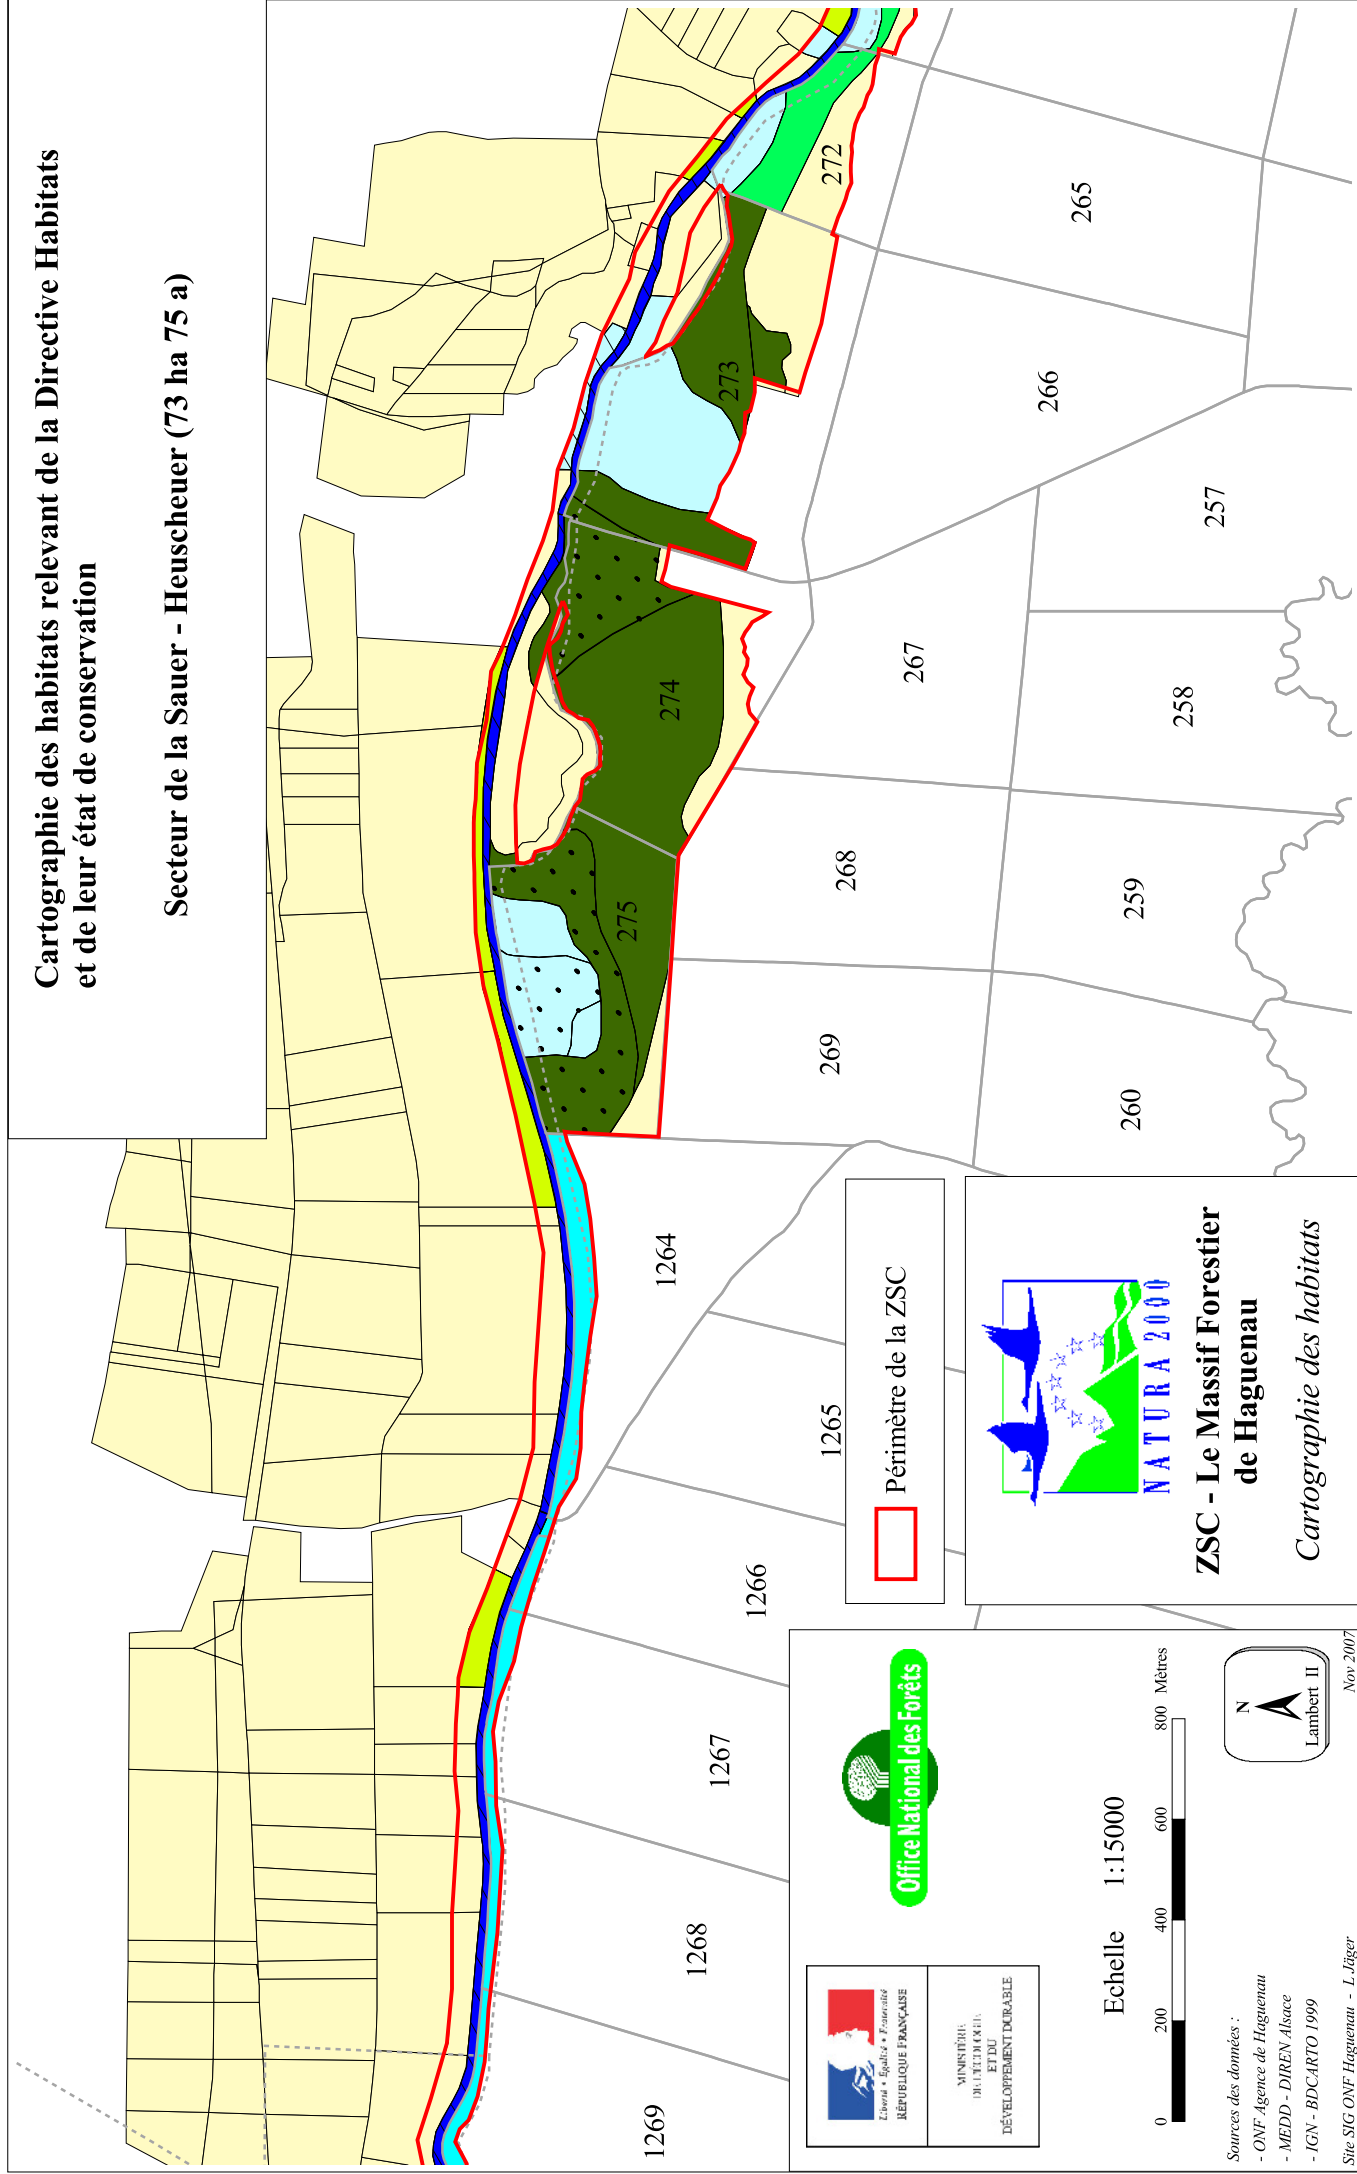 Cartographie des habitats relevant de la Directive Habitats
et de leur état de conservation
Secteur de la Sauer - Heuscheuer (73 ha 75 a)
272
273
274
275
265
266
257
267
258
268
259
269
260
1264
1265
1266
1267
1268
1269
Périmètre de la ZSC
NATURA 2000
ZSC - Le Massif Forestier
de Haguenau
Cartographie des habitats
Office National des Forêts
Liberté • Égalité • Fraternité
RÉPUBLIQUE FRANÇAISE
MINISTÈRE
ET DU
DÉVELOPPEMENT DURABLE
Echelle 1:15000
0 200 400 600 800 Mètres
N
Lambert II
Sources des données :
- ONF Agence de Haguenau
- MEDD - DIREN Alsace
- IGN - BDCARTO 1999
Site SIG ONF Haguenau - L Jäger
Nov 2007